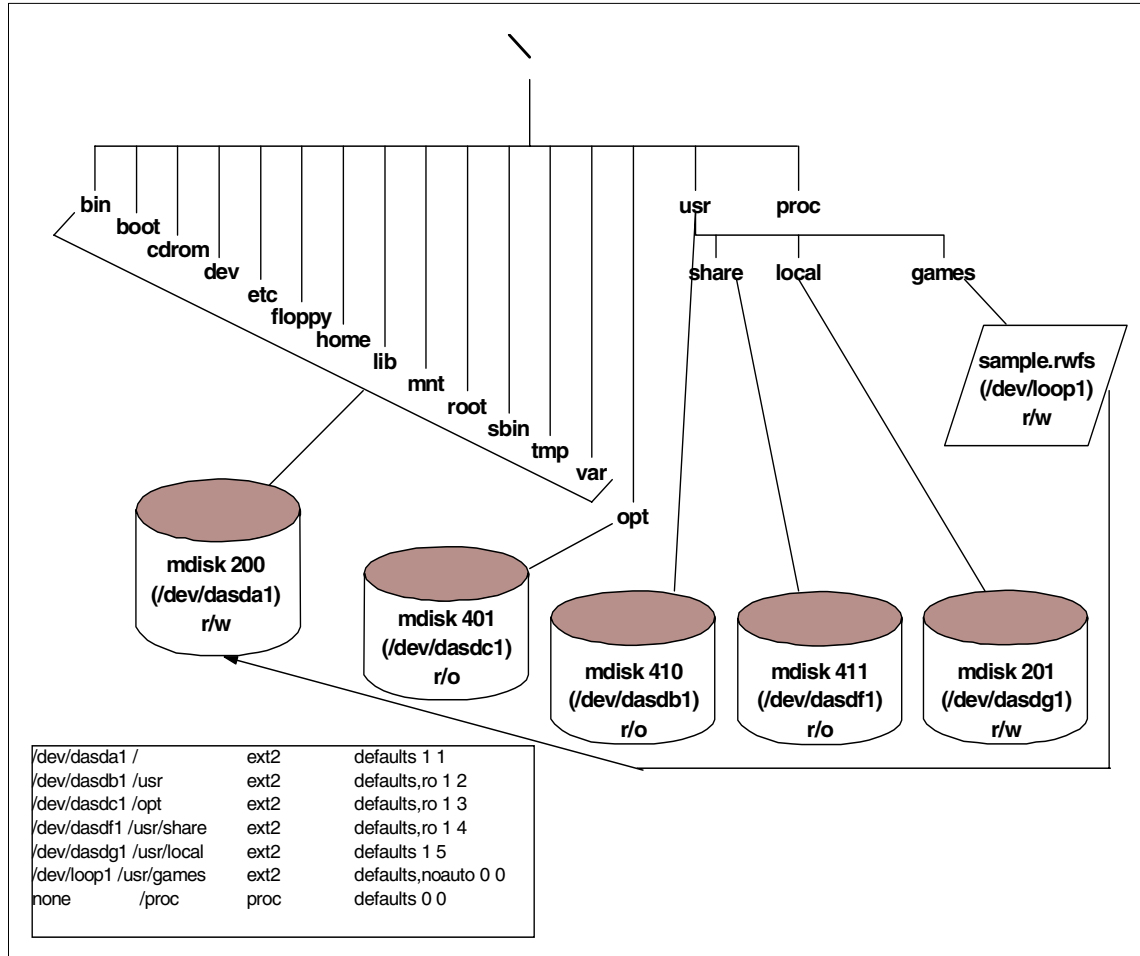 \
bin
boot
cdrom
dev
etc
floppy
home
lib
mnt
root
sbin
tmp
var
opt
usr
proc
share
local
games
sample.rwfs
(/dev/loop1)
r/w
mdisk 200
(/dev/dasda1)
r/w
mdisk 401
(/dev/dasdc1)
r/o
mdisk 410
(/dev/dasdb1)
r/o
mdisk 411
(/dev/dasdf1)
r/o
mdisk 201
(/dev/dasdg1)
r/w
/dev/dasda1 / ext2 defaults 1 1
/dev/dasdb1 /usr ext2 defaults,ro 1 2
/dev/dasdc1 /opt ext2 defaults,ro 1 3
/dev/dasdf1 /usr/share ext2 defaults,ro 1 4
/dev/dasdg1 /usr/local ext2 defaults 1 5
/dev/loop1 /usr/games ext2 defaults,noauto 0 0
none /proc proc defaults 0 0